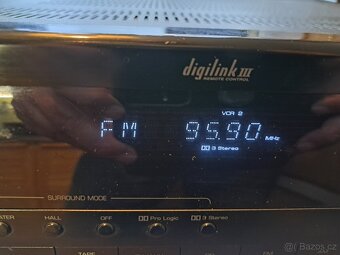 digilink III
REMOTE CONTROL
VCR 2
FM 95.90 MHz
3 Stereo
SURROUND MODE
HALL OFF Pro Logic 3 Stereo
TAPE
Bazos.cz